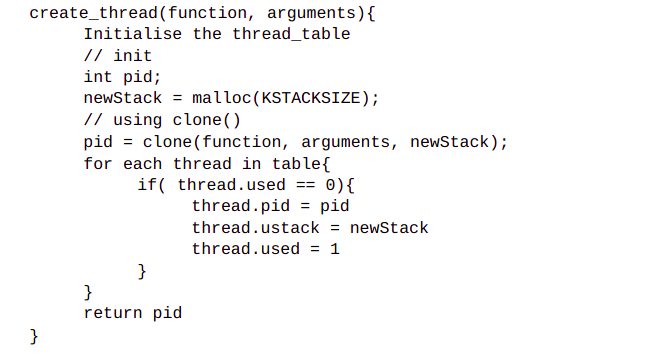 create_thread(function, arguments){
Initialise the thread_table
// init
int pid;
newStack = malloc(KSTACKSIZE);
// using clone()
pid = clone(function, arguments, newStack);
for each thread in table{
if( thread.used == 0){
thread.pid = pid
thread.ustack = newStack
thread.used = 1
}
}
return pid
}